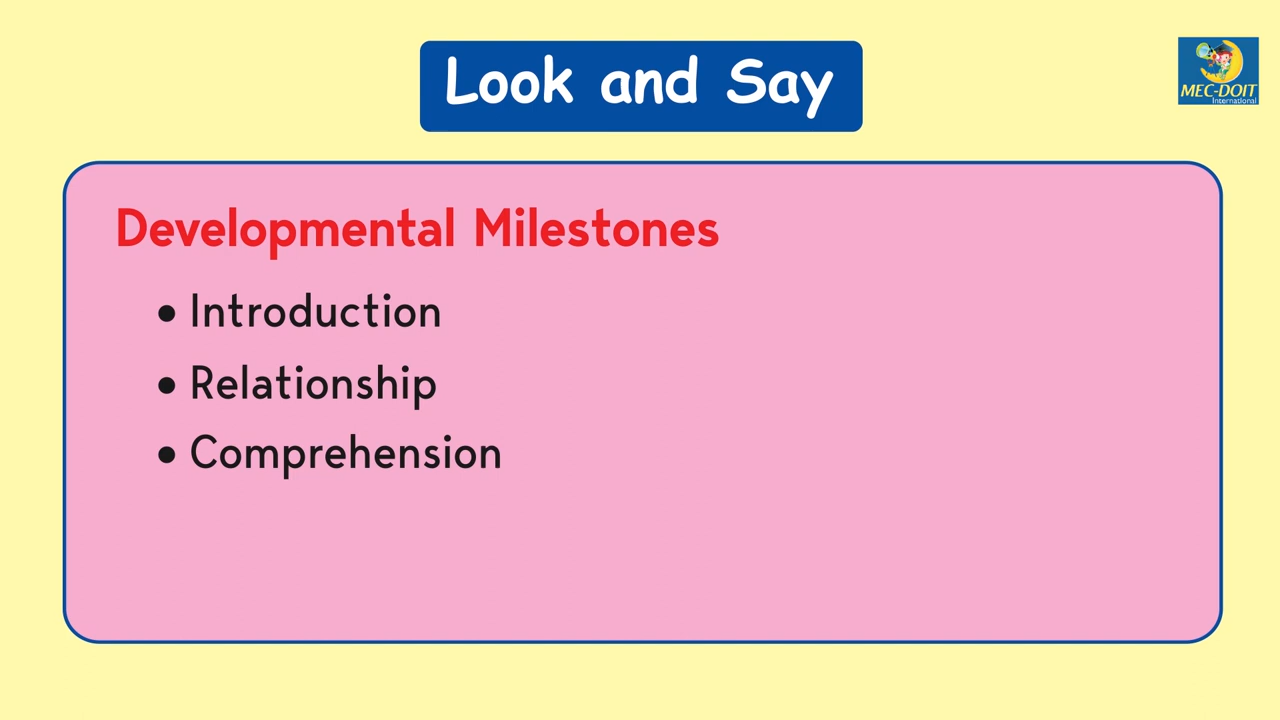 Look and Say
MEC-DOIT
International
Developmental Milestones
• Introduction
• Relationship
• Comprehension